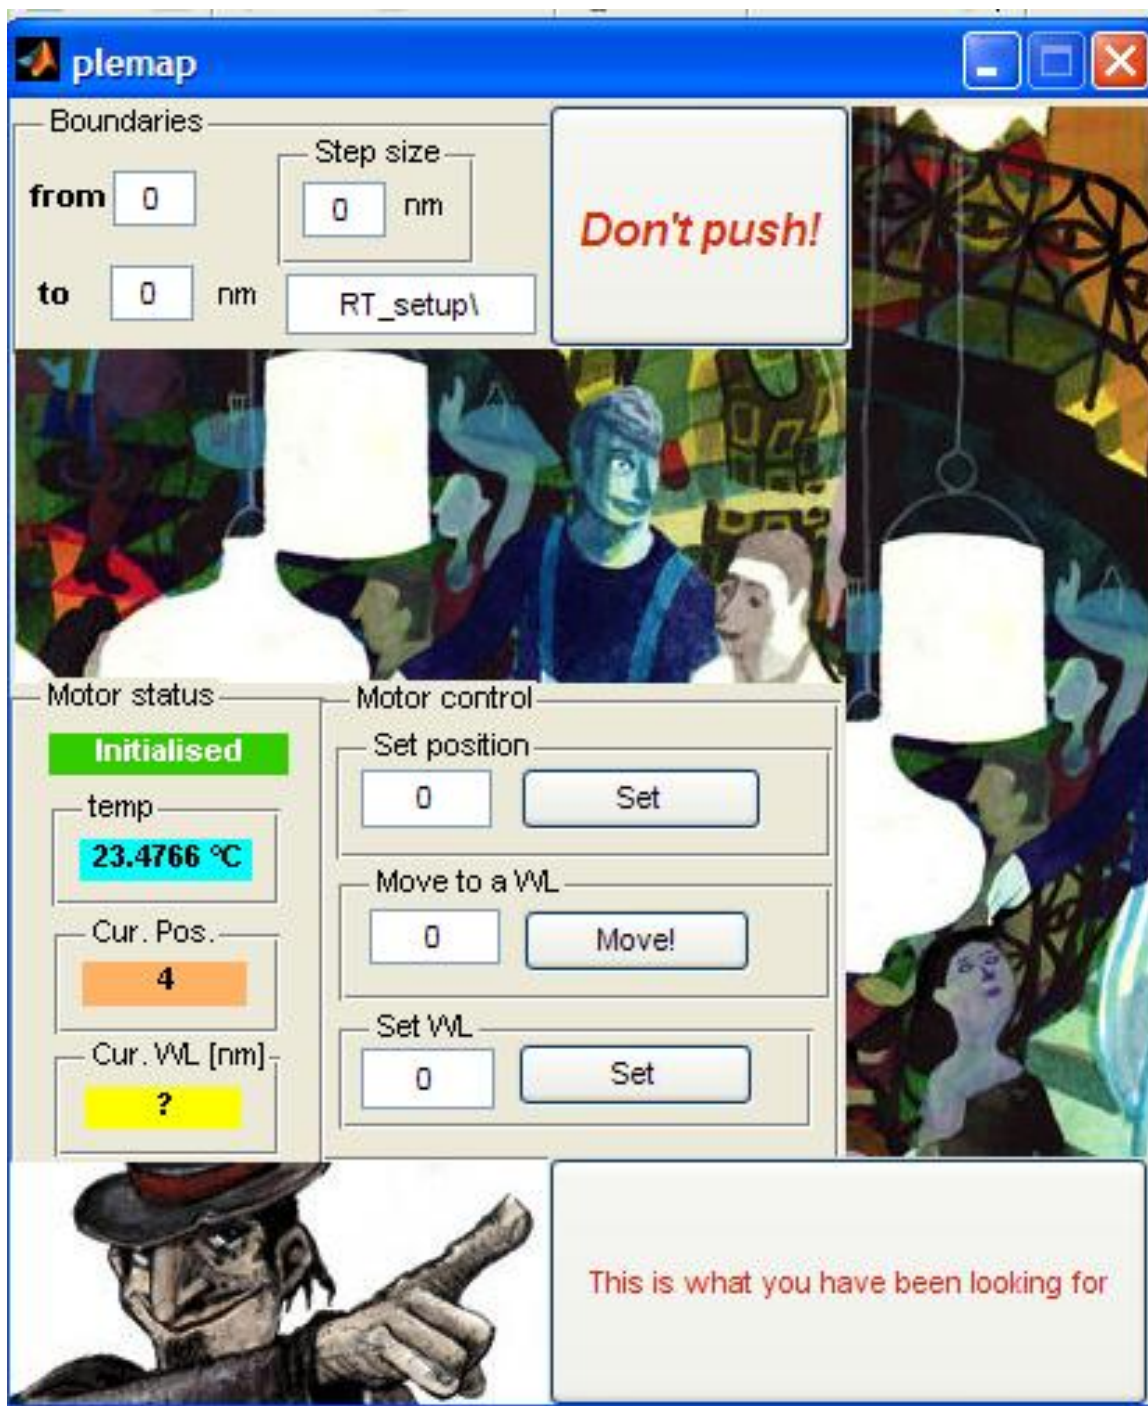 plemap
Boundaries
from 0
Step size
0 nm
to 0 nm
RT_setup\
Don't push!
Motor status
Initialised
temp
23.4766 °C
Cur. Pos.
4
Cur. WL [nm]
?
Motor control
Set position
0 Set
Move to a WL
0 Move!
Set WL
0 Set
This is what you have been looking for